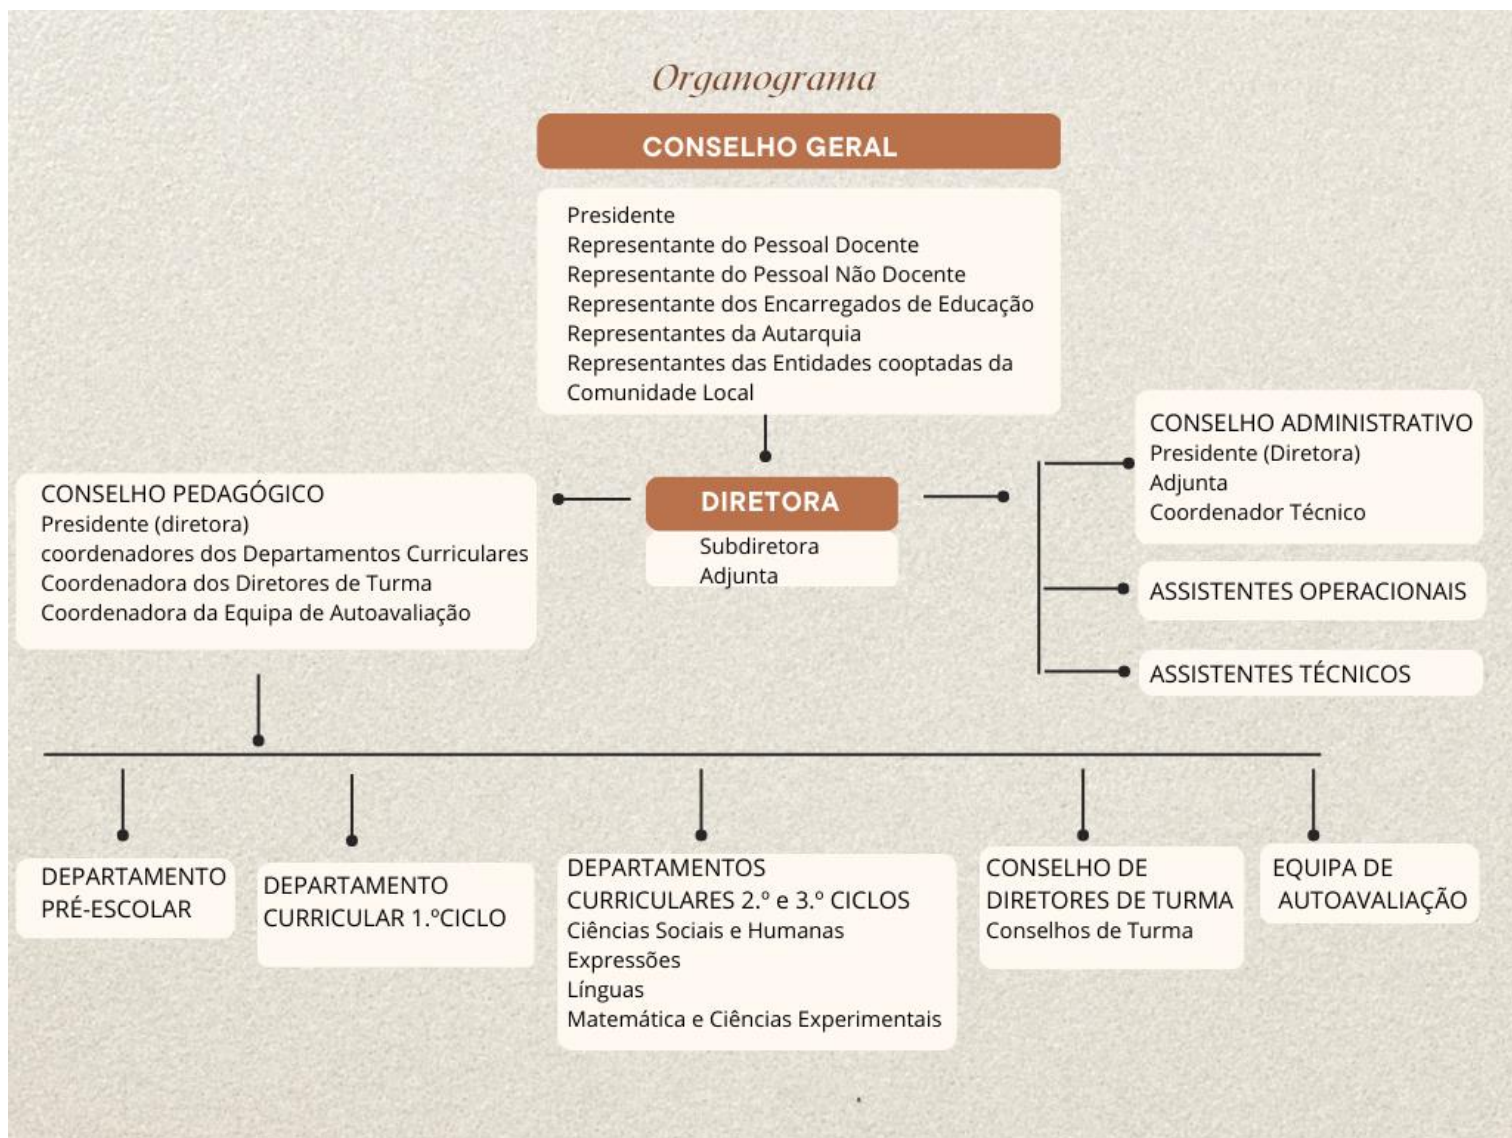 Organograma
CONSELHO GERAL
Presidente
Representante do Pessoal Docente
Representante do Pessoal Não Docente
Representante dos Encarregados de Educação
Representantes da Autarquia
Representantes das Entidades cooptadas da
Comunidade Local
CONSELHO PEDAGÓGICO
Presidente (diretora)
coordenadores dos Departamentos Curriculares
Coordenadora dos Diretores de Turma
Coordenadora da Equipa de Autoavaliação
DIRETORA
Subdiretora
Adjunta
CONSELHO ADMINISTRATIVO
Presidente (Diretora)
Adjunta
Coordenador Técnico
ASSISTENTES OPERACIONAIS
ASSISTENTES TÉCNICOS
DEPARTAMENTO
PRÉ-ESCOLAR
DEPARTAMENTO
CURRICULAR 1.ºCICLO
DEPARTAMENTOS
CURRICULARES 2.º e 3.º CICLOS
Ciências Sociais e Humanas
Expressões
Línguas
Matemática e Ciências Experimentais
CONSELHO DE
DIRETORES DE TURMA
Conselhos de Turma
EQUIPA DE
AUTOAVALIAÇÃO